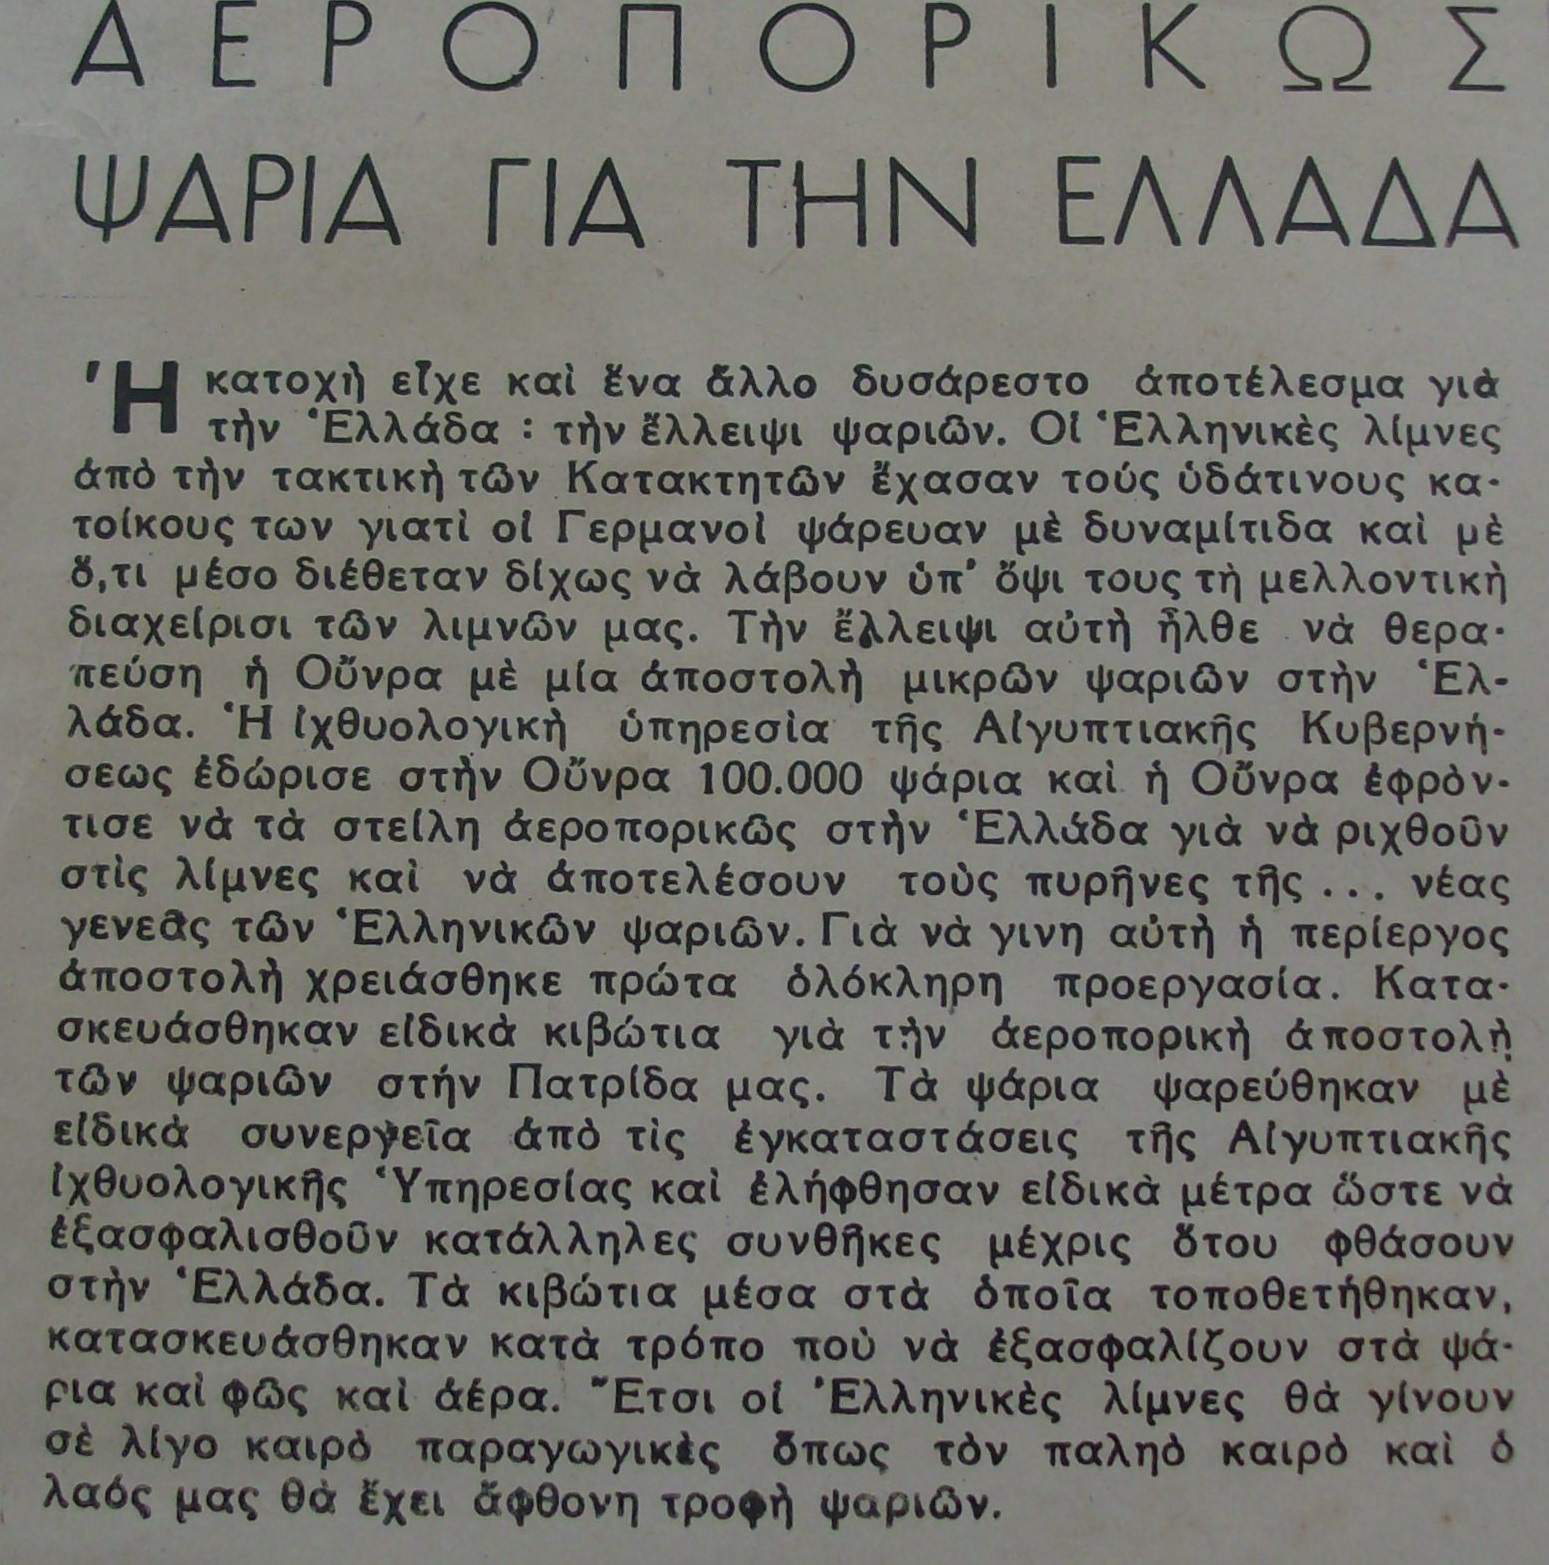 ΑΕΡΟΠΟΡΙΚΩΣ
ΨΑΡΙΑ ΓΙΑ ΤΗΝ ΕΛΛΑΔΑ
Ἡ κατοχὴ εἶχε καὶ ἕνα ἄλλο δυσάρεστο ἀποτέλεσμα γιὰ
τὴν Ἑλλάδα : τὴν ἔλλειψι ψαριῶν. Οἱ Ἑλληνικὲς λίμνες
ἀπὸ τὴν τακτικὴ τῶν Κατακτητῶν ἔχασαν τούς ὑδάτινους κα-
τοίκους των γιατὶ οἱ Γερμανοὶ ψάρευαν μὲ δυναμίτιδα καὶ μὲ
ὅ,τι μέσο διέθεταν δίχως νὰ λάβουν ὑπ' ὄψι τους τὴ μελλοντικὴ
διαχείρισι τῶν λιμνῶν μας. Τὴν ἔλλειψι αὐτὴ ἦλθε νὰ θερα-
πεύση ἡ Οὔνρα μὲ μία ἀποστολὴ μικρῶν ψαριῶν στὴν Ἑλ-
λάδα. Ἡ ἰχθυολογικὴ ὑπηρεσὶα τῆς Αἰγυπτιακῆς Κυβερνή-
σεως ἐδώρισε στὴν Οὔνρα 100.000 ψάρια καὶ ἡ Οὔνρα ἐφρὸν-
τισε νὰ τὰ στείλη ἀεροπορικῶς στὴν Ἑλλάδα γιὰ νὰ ριχθοῦν
στὶς λίμνες καὶ νὰ ἀποτελέσουν τοὺς πυρῆνες τῆς ... νέας
γενεᾶς τῶν Ἑλληνικῶν ψαριῶν. Γιὰ νὰ γινη αὐτὴ ἡ περίεργος
ἀποστολὴ χρειάσθηκε πρώτα ὁλόκληρη προεργασία. Κατα-
σκευάσθηκαν εἰδικὰ κιβώτια γιὰ τὴν ἀεροπορικὴ ἀποστολὴ
τῶν ψαριῶν στήν Πατρίδα μας. Τὰ ψάρια ψαρεύθηκαν μὲ
εἰδικὰ συνεργεῖα ἀπὸ τὶς ἐγκαταστάσεις τῆς Αἰγυπτιακῆς
ἰχθυολογικῆς Ὑπηρεσίας καὶ ἐλήφθησαν εἰδικὰ μέτρα ὥστε νὰ
ἐξασφαλισθοῦν κατάλληλες συνθῆκες μέχρις ὅτου φθάσουν
στὴν Ἑλλάδα. Τὰ κιβώτια μέσα στὰ ὁποῖα τοποθετήθηκαν,
κατασκευάσθηκαν κατὰ τρόπο ποὺ νὰ ἐξασφαλίζουν στὰ ψά-
ρια καὶ φῶς καὶ ἀέρα. Ἔτσι οἱ Ἑλληνικὲς λίμνες θὰ γίνουν
σὲ λίγο καιρὸ παραγωγικὲς ὅπως τὸν παληὸ καιρὸ καὶ ὁ
λαός μας θὰ ἔχει ἄφθονη τροφὴ ψαριῶν.